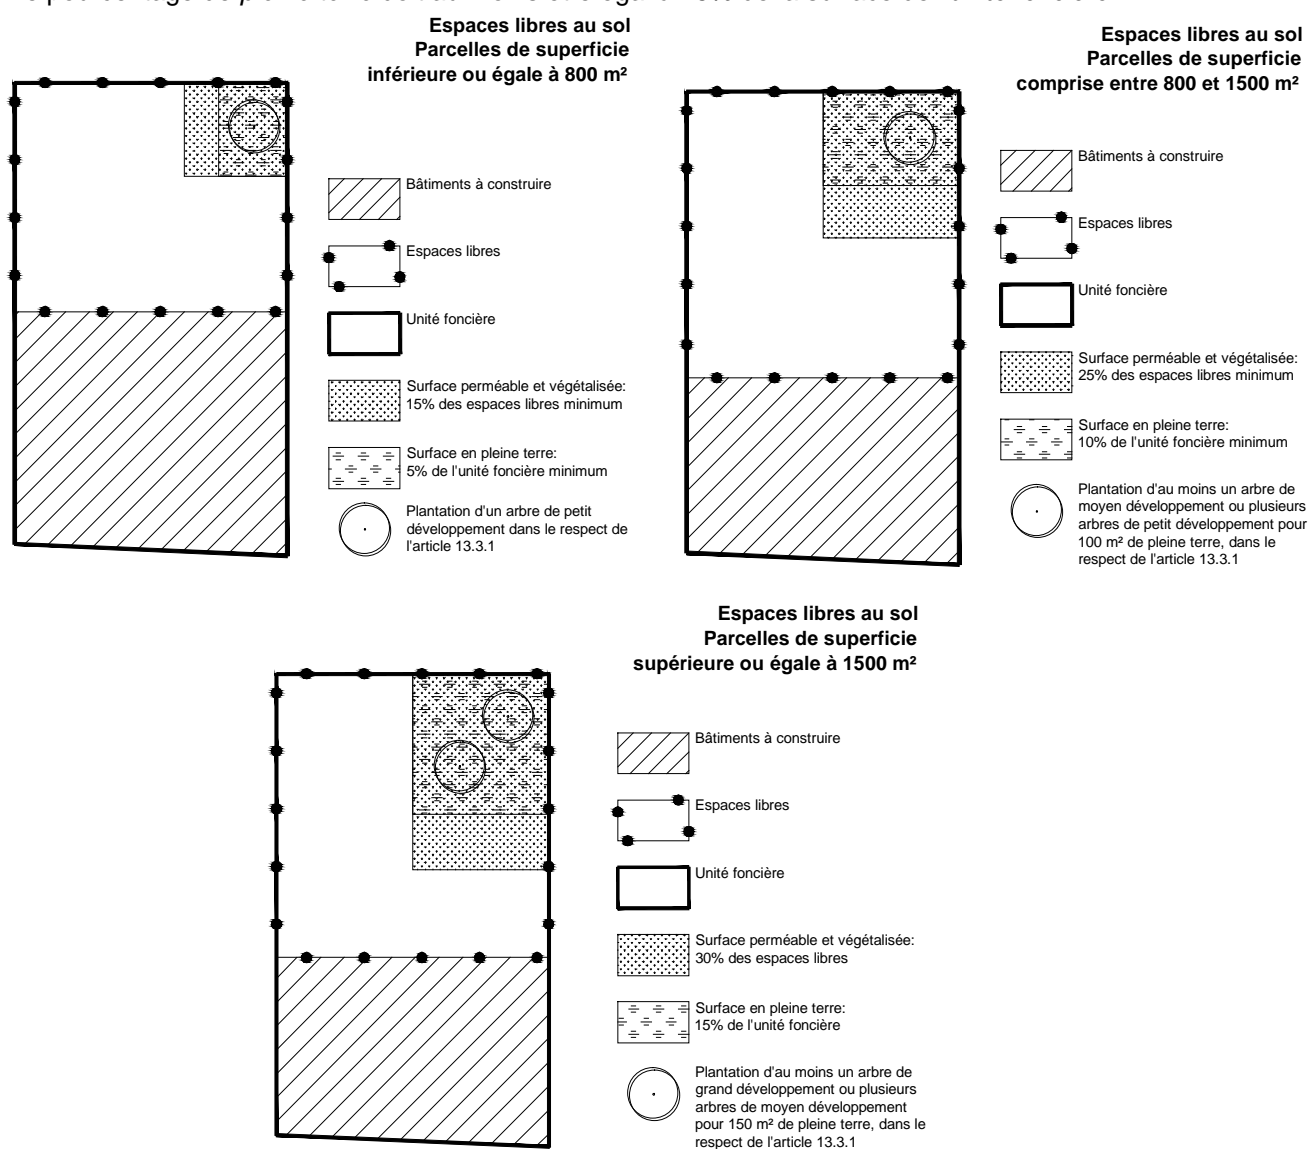 Espaces libres au sol
Parcelles de superficie
inférieure ou égale à 800 m²
Bâtiments à construire
Espaces libres
Unité foncière
Surface perméable et végétalisée:
15% des espaces libres minimum
Surface en pleine terre:
5% de l'unité foncière minimum
Plantation d'un arbre de petit
développement dans le respect de
l'article 13.3.1
Espaces libres au sol
Parcelles de superficie
comprise entre 800 et 1500 m²
Bâtiments à construire
Espaces libres
Unité foncière
Surface perméable et végétalisée:
25% des espaces libres minimum
Surface en pleine terre:
10% de l'unité foncière minimum
Plantation d'au moins un arbre de
moyen développement ou plusieurs
arbres de petit développement pour
100 m² de pleine terre, dans le
respect de l'article 13.3.1
Espaces libres au sol
Parcelles de superficie
supérieure ou égale à 1500 m²
Bâtiments à construire
Espaces libres
Unité foncière
Surface perméable et végétalisée:
30% des espaces libres
Surface en pleine terre:
15% de l'unité foncière
Plantation d'au moins un arbre de
grand développement ou plusieurs
arbres de moyen développement
pour 150 m² de pleine terre, dans le
respect de l'article 13.3.1